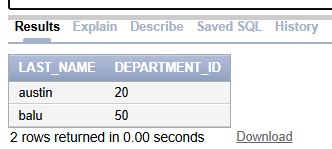 Results Explain Describe Saved SQL History
LAST_NAME DEPARTMENT_ID
austin 20
balu 50
2 rows returned in 0.00 seconds Download